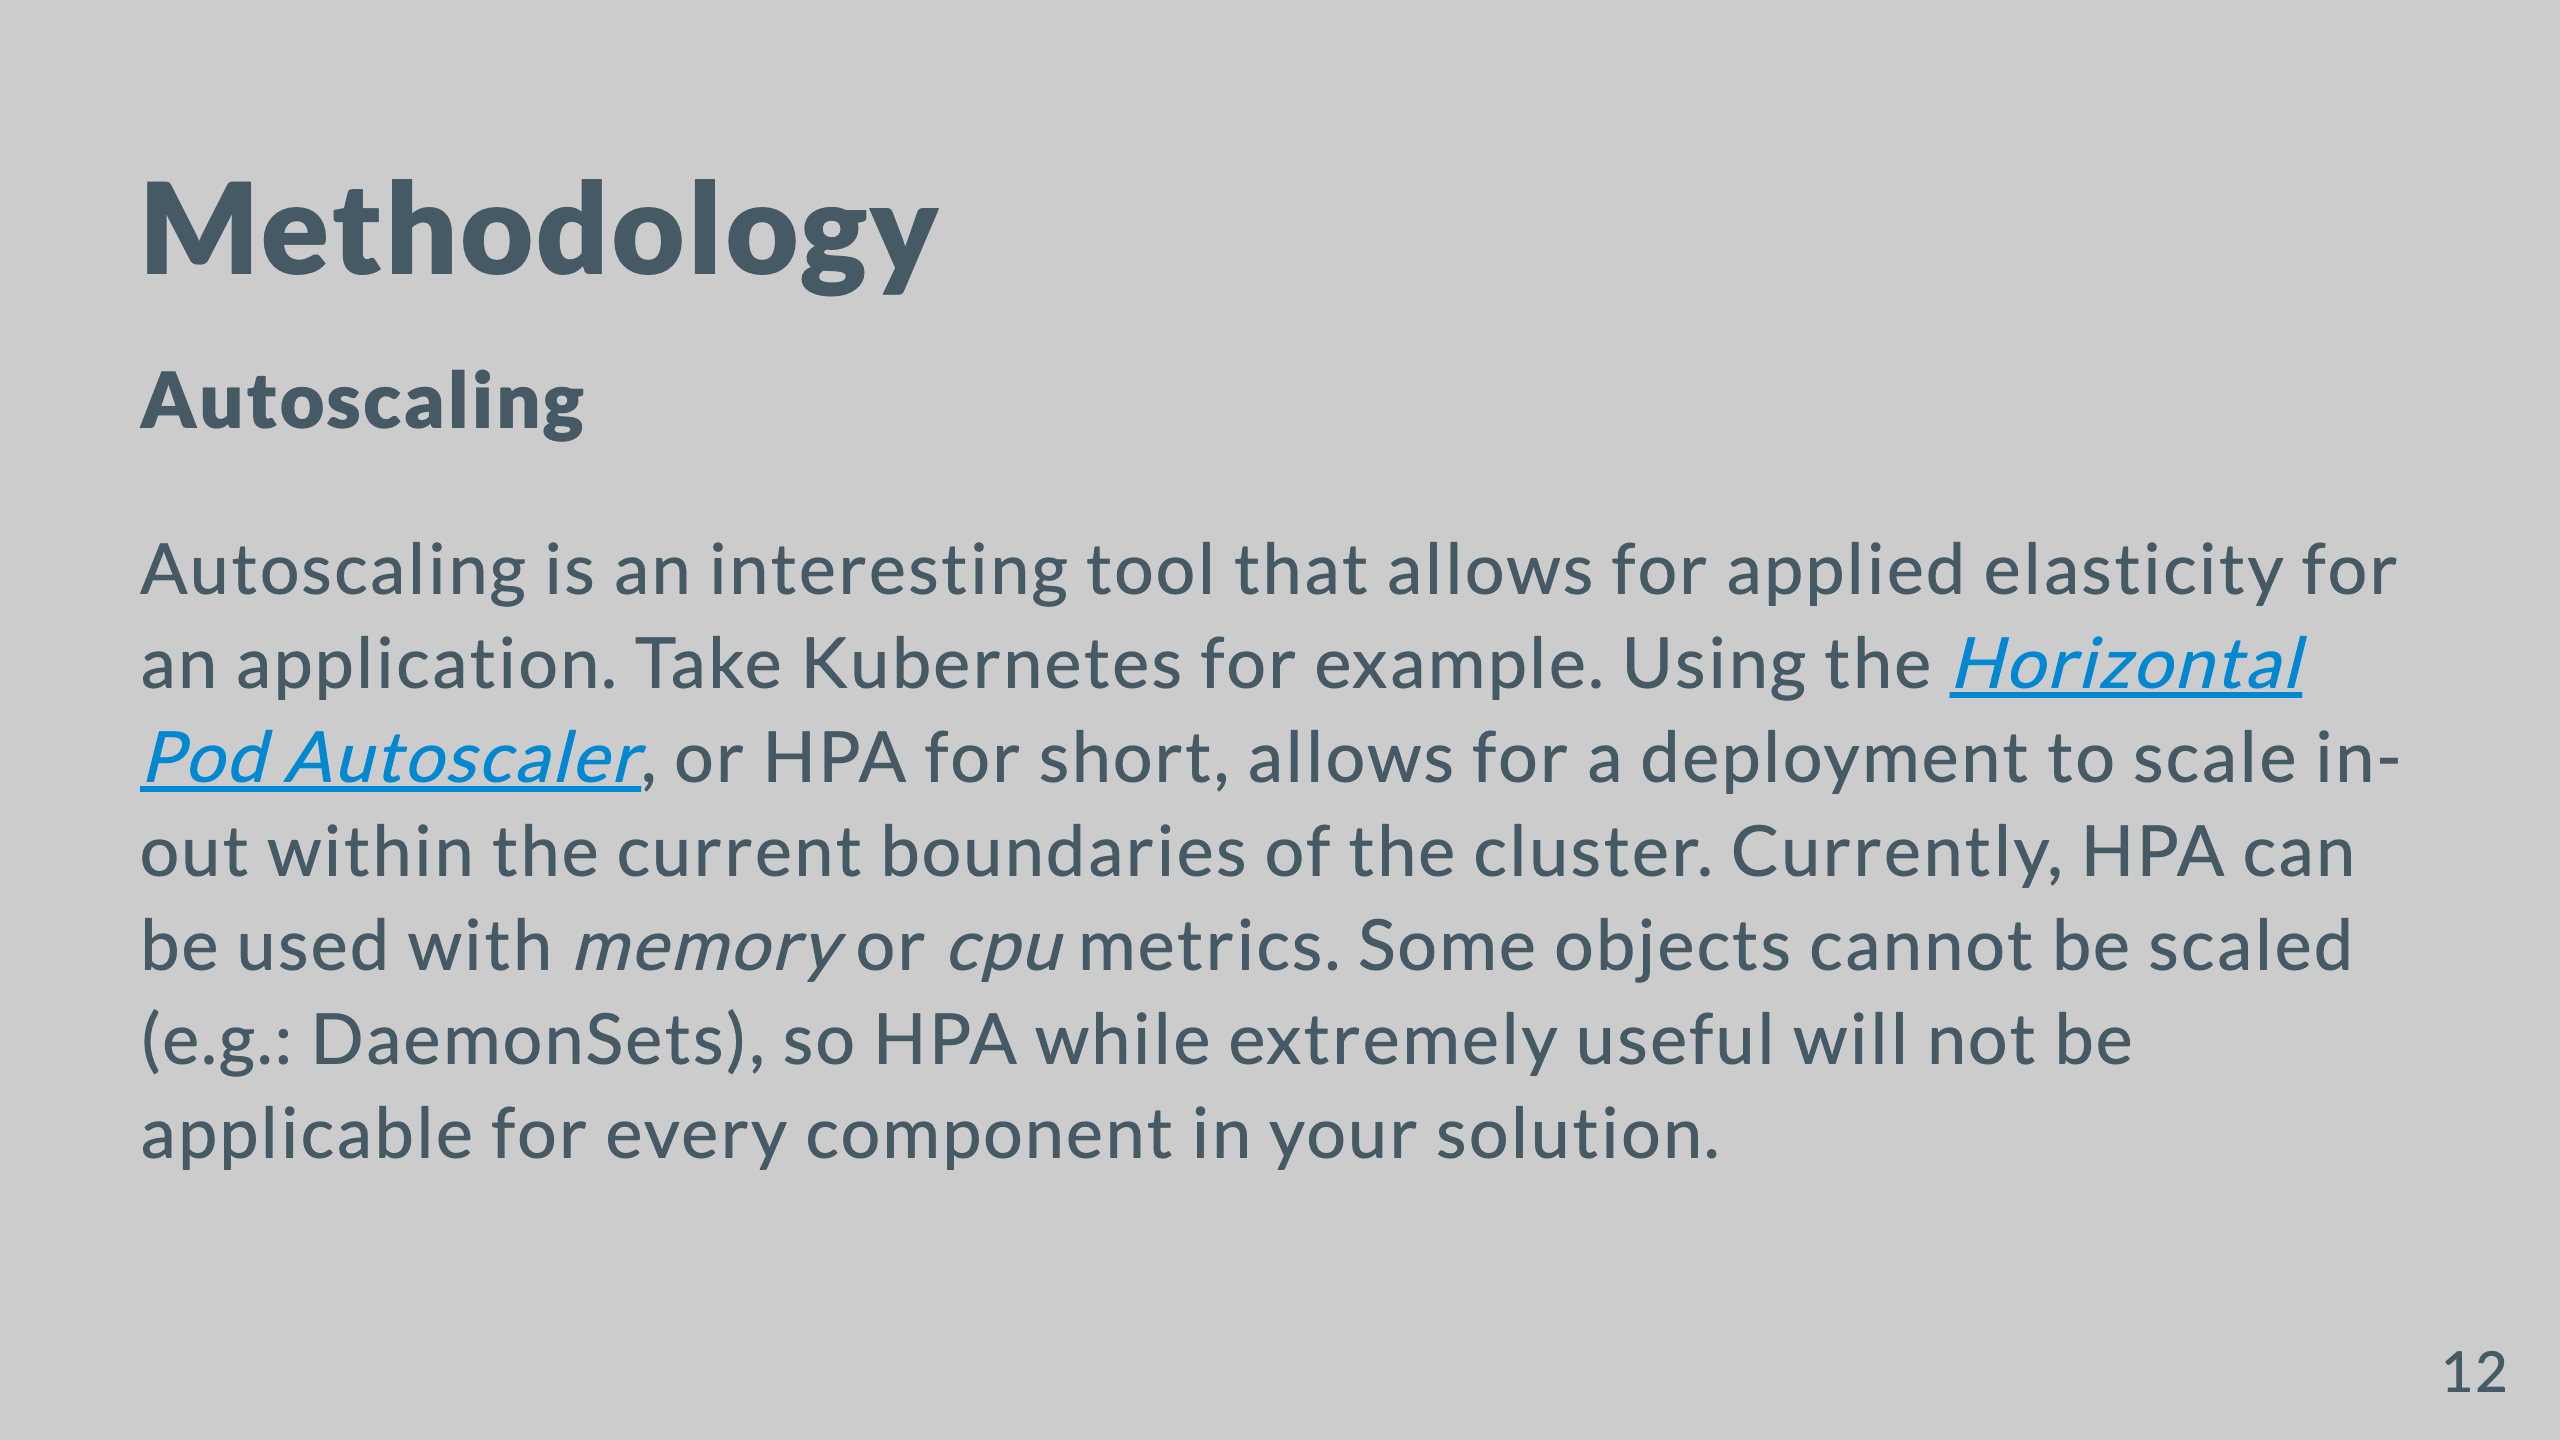 Methodology
Autoscaling
Autoscaling is an interesting tool that allows for applied elasticity for
an application. Take Kubernetes for example. Using the Horizontal
Pod Autoscaler, or HPA for short, allows for a deployment to scale in-
out within the current boundaries of the cluster. Currently, HPA can
be used with memory or cpu metrics. Some objects cannot be scaled
(e.g.: DaemonSets), so HPA while extremely useful will not be
applicable for every component in your solution.
12